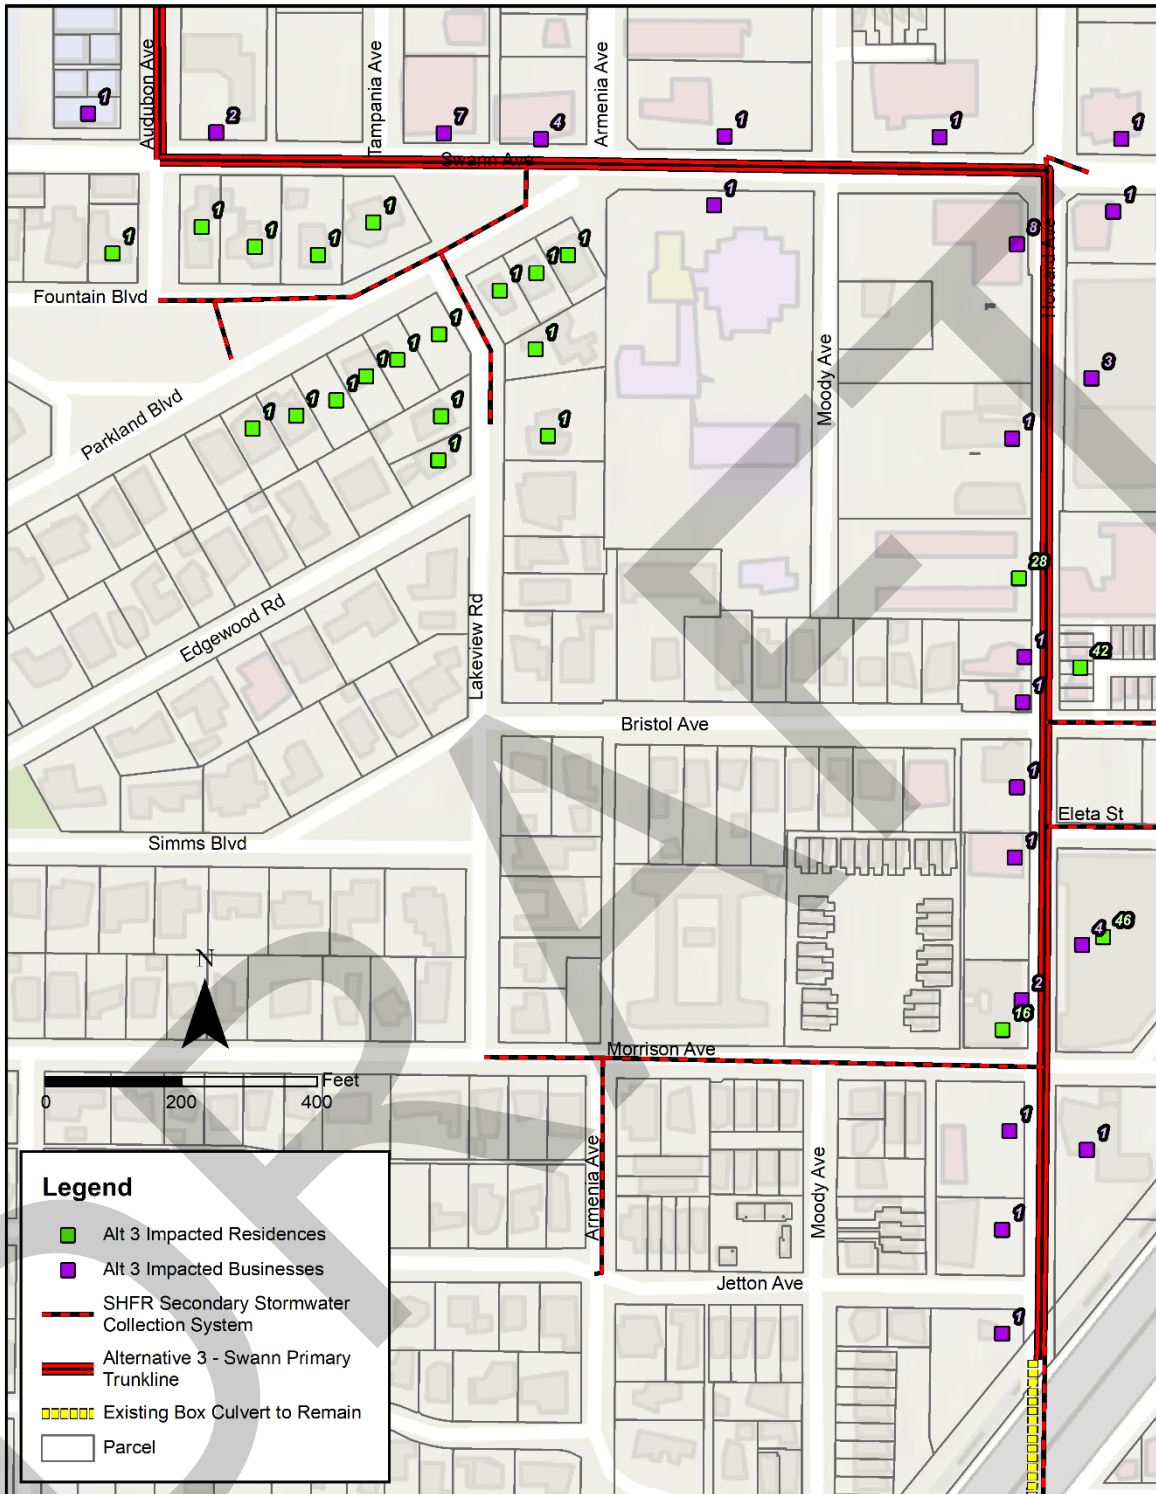 Audubon Ave
Tampania Ave
Armenia Ave
1
2
7
4
1
1
1
Swann Ave
1
1
8
Howard Ave
1
1
1
1
1
1
1
1
Fountain Blvd
1
1
3
Moody Ave
1
1
1
1
1
1
1
1
1
1
Parkland Blvd
28
Edgewood Rd
Lakeview Rd
1
42
1
Bristol Ave
1
Eleta St
Simms Blvd
1
46
4
N
2
16
Morrison Ave
Feet
0 200 400
Armenia Ave
Moody Ave
1
1
1
Jetton Ave
1
Legend
Alt 3 Impacted Residences
Alt 3 Impacted Businesses
SHFR Secondary Stormwater
Collection System
Alternative 3 - Swann Primary
Trunkline
Existing Box Culvert to Remain
Parcel
DRAFT